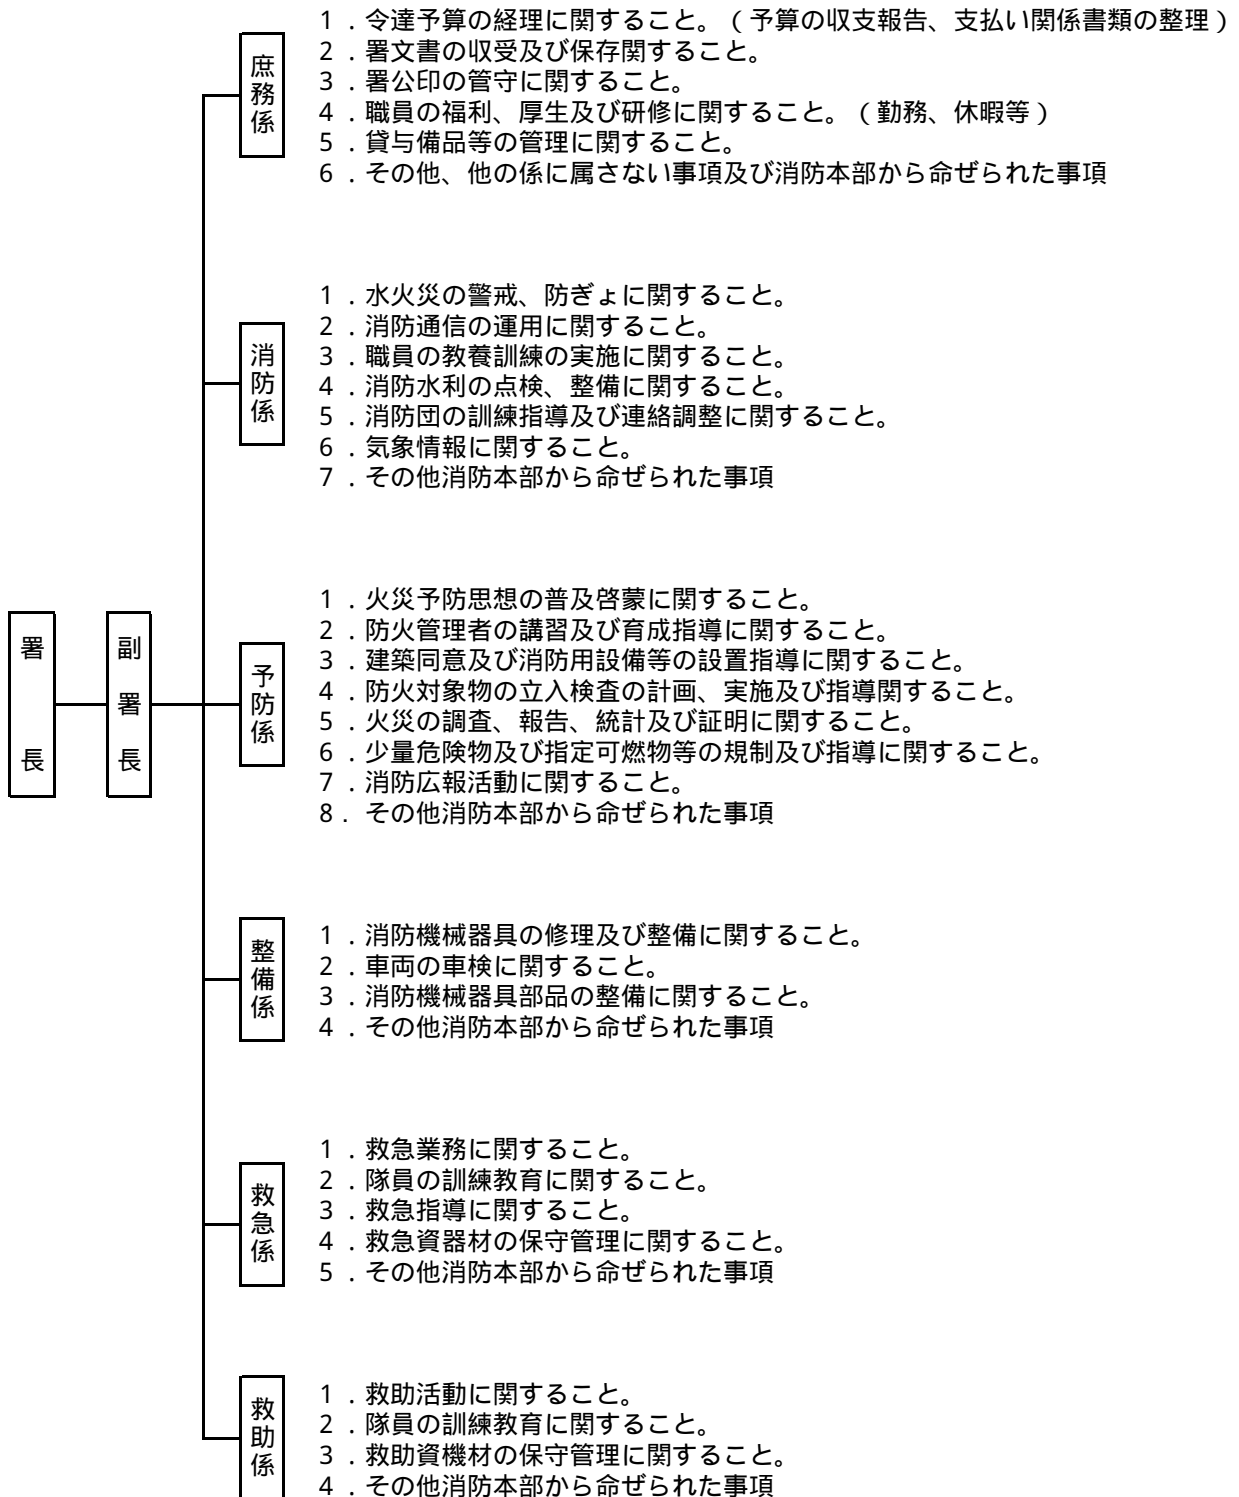 署長
副署長
庶務係
1．令達予算の経理に関すること。（予算の収支報告、支払い関係書類の整理）
2．署文書の収受及び保存関すること。
3．署公印の管守に関すること。
4．職員の福利、厚生及び研修に関すること。（勤務、休暇等）
5．貸与備品等の管理に関すること。
6．その他、他の係に属さない事項及び消防本部から命ぜられた事項
消防係
1．水火災の警戒、防ぎょに関すること。
2．消防通信の運用に関すること。
3．職員の教養訓練の実施に関すること。
4．消防水利の点検、整備に関すること。
5．消防団の訓練指導及び連絡調整に関すること。
6．気象情報に関すること。
7．その他消防本部から命ぜられた事項
予防係
1．火災予防思想の普及啓蒙に関すること。
2．防火管理者の講習及び育成指導に関すること。
3．建築同意及び消防用設備等の設置指導に関すること。
4．防火対象物の立入検査の計画、実施及び指導関すること。
5．火災の調査、報告、統計及び証明に関すること。
6．少量危険物及び指定可燃物等の規制及び指導に関すること。
7．消防広報活動に関すること。
8．その他消防本部から命ぜられた事項
整備係
1．消防機械器具の修理及び整備に関すること。
2．車両の車検に関すること。
3．消防機械器具部品の整備に関すること。
4．その他消防本部から命ぜられた事項
救急係
1．救急業務に関すること。
2．隊員の訓練教育に関すること。
3．救急指導に関すること。
4．救急資器材の保守管理に関すること。
5．その他消防本部から命ぜられた事項
救助係
1．救助活動に関すること。
2．隊員の訓練教育に関すること。
3．救助資機材の保守管理に関すること。
4．その他消防本部から命ぜられた事項